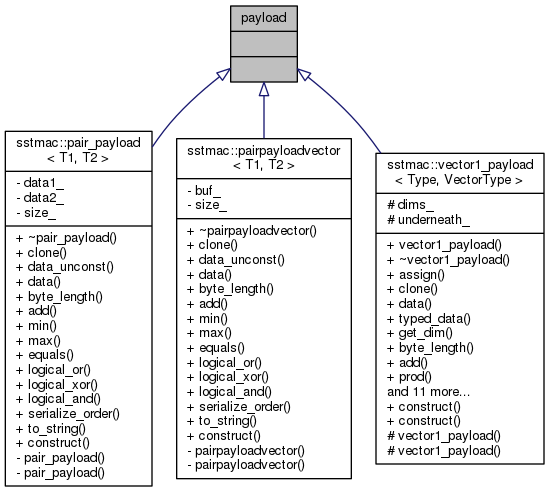 payload
sstmac::pair_payload
< T1, T2 >
- data1_
- data2_
- size_
+ ~pair_payload()
+ clone()
+ data_unconst()
+ data()
+ byte_length()
+ add()
+ min()
+ max()
+ equals()
+ logical_or()
+ logical_xor()
+ logical_and()
+ serialize_order()
+ to_string()
+ construct()
- pair_payload()
- pair_payload()
sstmac::pairpayloadvector
< T1, T2 >
- buf_
- size_
+ ~pairpayloadvector()
+ clone()
+ data_unconst()
+ data()
+ byte_length()
+ add()
+ min()
+ max()
+ equals()
+ logical_or()
+ logical_xor()
+ logical_and()
+ serialize_order()
+ to_string()
+ construct()
- pairpayloadvector()
- pairpayloadvector()
sstmac::vector1_payload
< Type, VectorType >
# dims_
# underneath_
+ vector1_payload()
+ ~vector1_payload()
+ assign()
+ clone()
+ data()
+ typed_data()
+ get_dim()
+ byte_length()
+ add()
+ prod()
and 11 more...
+ construct()
+ construct()
# vector1_payload()
# vector1_payload()